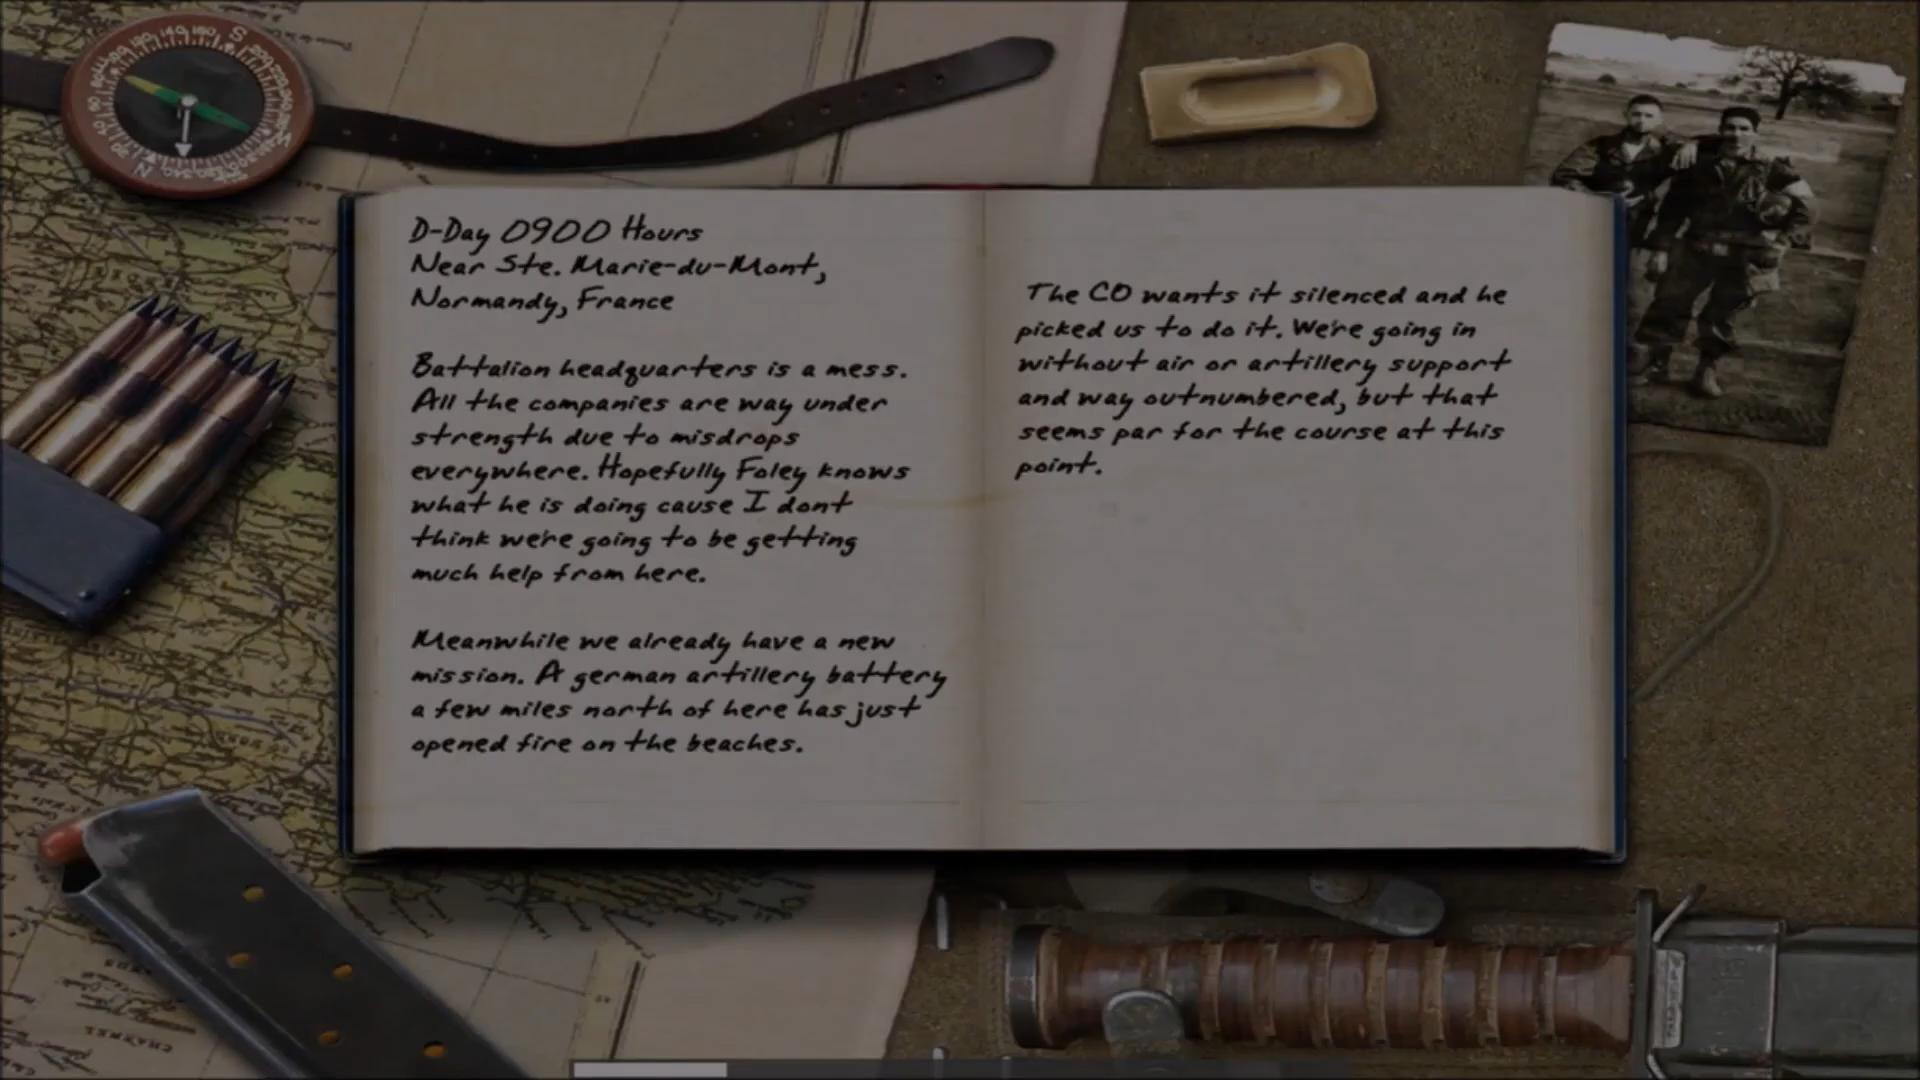 D-Day 0900 Hours
Near Ste. Marie-du-Mont,
Normandy, France
Battalion headquarters is a mess.
All the companies are way under
strength due to misdrops
everywhere. Hopefully Foley knows
what he is doing cause I dont
think we're going to be getting
much help from here.
Meanwhile we already have a new
mission. A german artillery battery
a few miles north of here has just
opened fire on the beaches.
The CO wants it silenced and he
picked us to do it. We're going in
without air or artillery support
and way outnumbered, but that
seems par for the course at this
point.